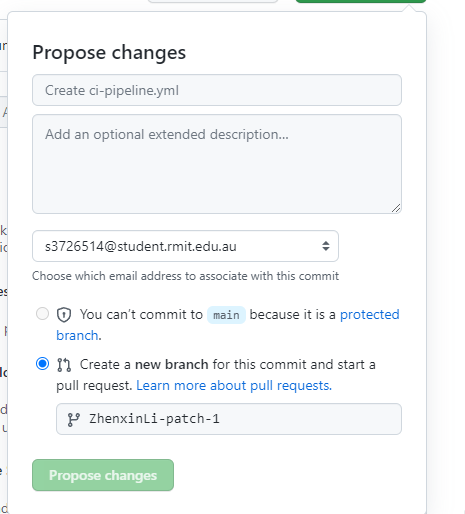 Propose changes
Create ci-pipeline.yml
Add an optional extended description...
s3726514@student.rmit.edu.au
Choose which email address to associate with this commit
You can't commit to main because it is a protected
branch.
Create a new branch for this commit and start a
pull request. Learn more about pull requests.
ZhenxinLi-patch-1
Propose changes